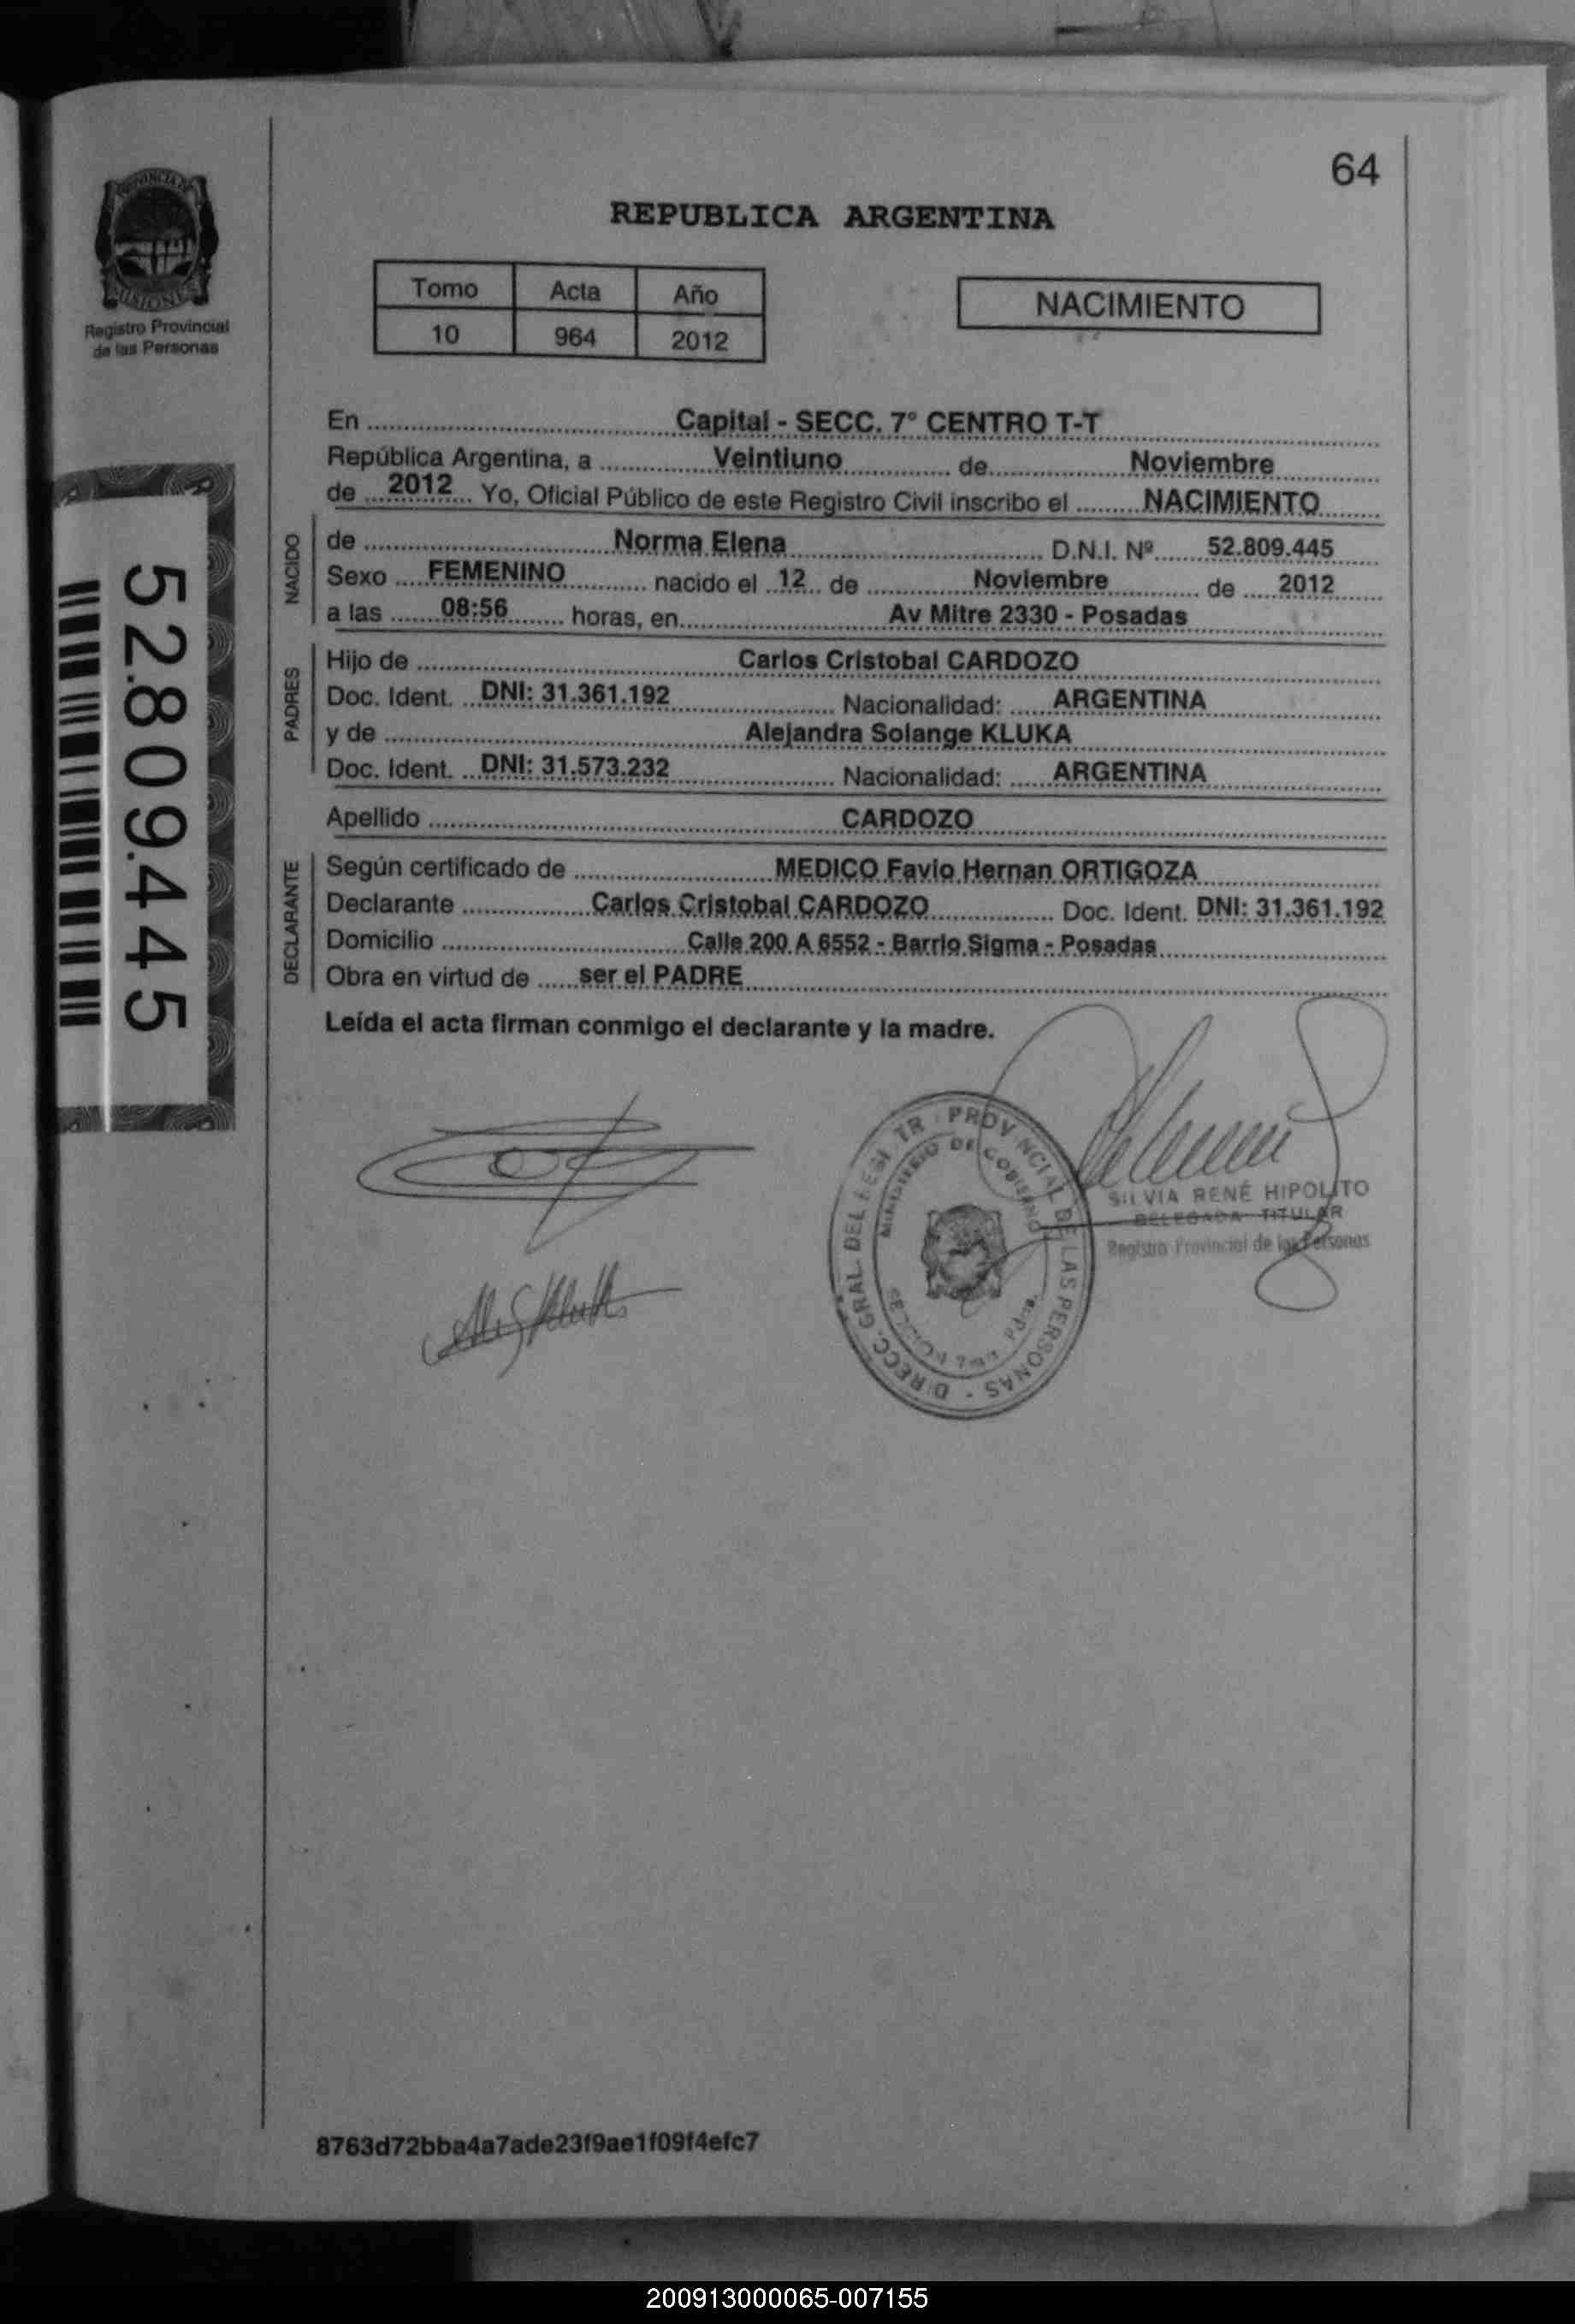 64
PROVINCIA DE
MISIONES
Registro Provincial
de las Personas
REPUBLICA ARGENTINA
Tomo Acta Año
10 964 2012
NACIMIENTO
En Capital - SECC. 7° CENTRO T-T
República Argentina, a Veintiuno de Noviembre
de 2012 Yo, Oficial Público de este Registro Civil inscribo el NACIMIENTO
NACIDO
de Norma Elena D.N.I. Nº 52.809.445
Sexo FEMENINO nacido el 12 de Noviembre de 2012
a las 08:56 horas, en Av Mitre 2330 - Posadas
PADRES
Hijo de Carlos Cristobal CARDOZO
Doc. Ident. DNI: 31.361.192 Nacionalidad: ARGENTINA
y de Alejandra Solange KLUKA
Doc. Ident. DNI: 31.573.232 Nacionalidad: ARGENTINA
Apellido CARDOZO
DECLARANTE
Según certificado de MEDICO Favio Hernan ORTIGOZA
Declarante Carlos Cristobal CARDOZO Doc. Ident. DNI: 31.361.192
Domicilio Calle 200 A 6552 - Barrio Sigma - Posadas
Obra en virtud de ser el PADRE
Leída el acta firman conmigo el declarante y la madre.
52.809.445
DIRECC. GRAL. DEL REGISTR PROVINCIAL DE LAS PERSONAS -
MINISTERIO DE GOBIERNO
SILVIA RENÉ HIPOLITO
DELEGADA TITULAR
Registro Provincial de las Personas
8763d72bba4a7ade23f9ae1f09f4efc7
200913000065-007155